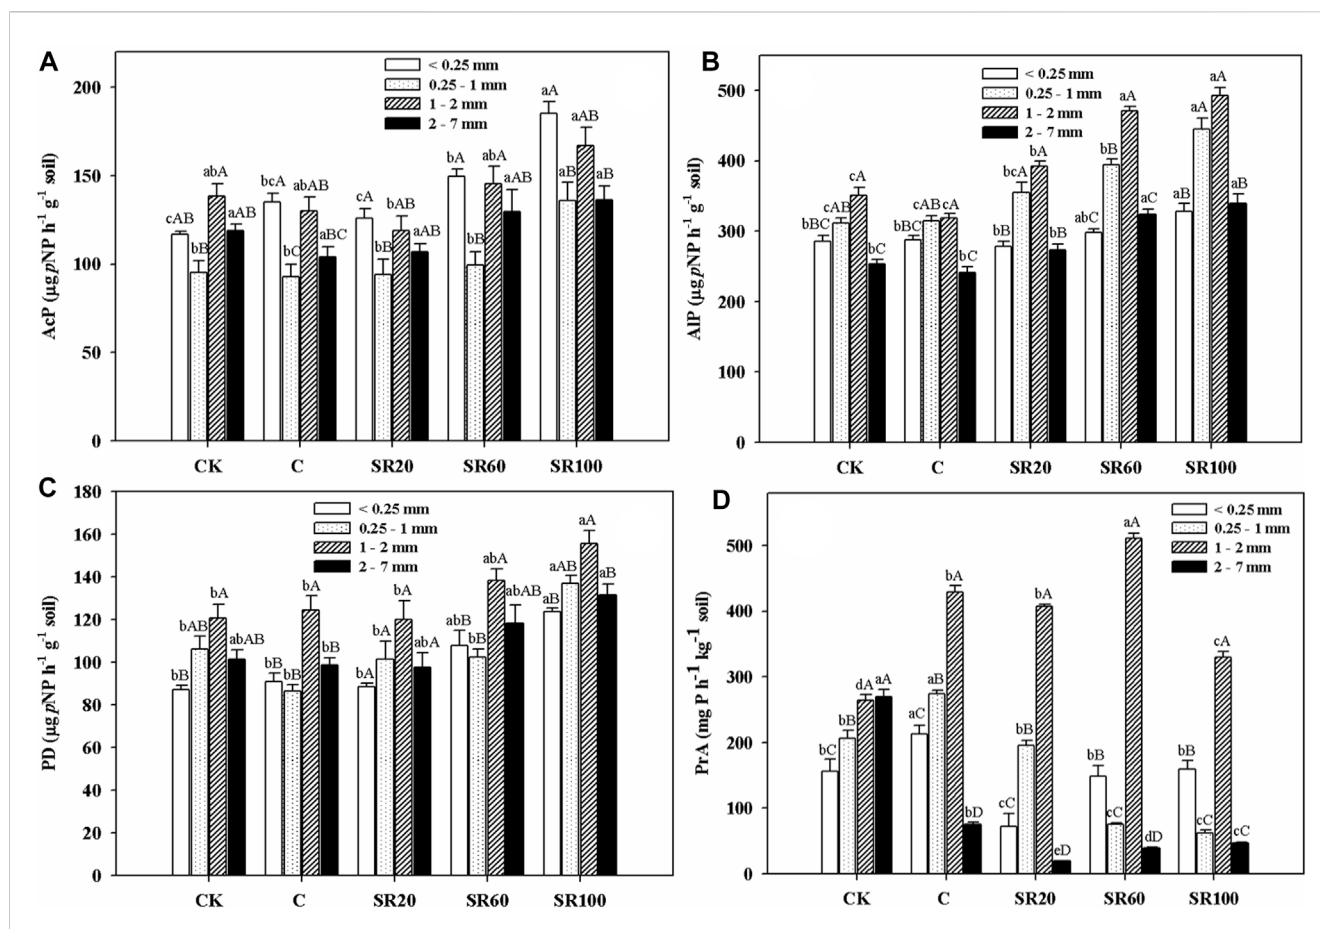 A
AcP (µg pNP h-1 g-1 soil)
200
150
100
50
0
< 0.25 mm
0.25 - 1 mm
1 - 2 mm
2 - 7 mm
cAB bB abA aAB
bcA bC abAB aBC
cA bB bAB aAB
bA bB abA aAB
aA aB aAB aB
CK C SR20 SR60 SR100
B
AlP (µg pNP h-1 g-1 soil)
500
400
300
200
100
0
< 0.25 mm
0.25 - 1 mm
1 - 2 mm
2 - 7 mm
bBC cAB cA bC
bBC cAB cA bC
bB bcA bA bB
abC bB aA aC
aB aA aA aB
CK C SR20 SR60 SR100
C
PD (µg pNP h-1 g-1 soil)
180
160
140
120
100
80
60
40
20
0
< 0.25 mm
0.25 - 1 mm
1 - 2 mm
2 - 7 mm
bB bAB bA abAB
bB bB bA bB
bA bA bA abA
abB bB abA abAB
aB aAB aA aB
CK C SR20 SR60 SR100
D
PrA (mg P h-1 kg-1 soil)
500
400
300
200
100
0
< 0.25 mm
0.25 - 1 mm
1 - 2 mm
2 - 7 mm
bC bB dA aA
aC aB bA bD
cC bB bA eD
bB cC aA dD
bB cC cA cC
CK C SR20 SR60 SR100